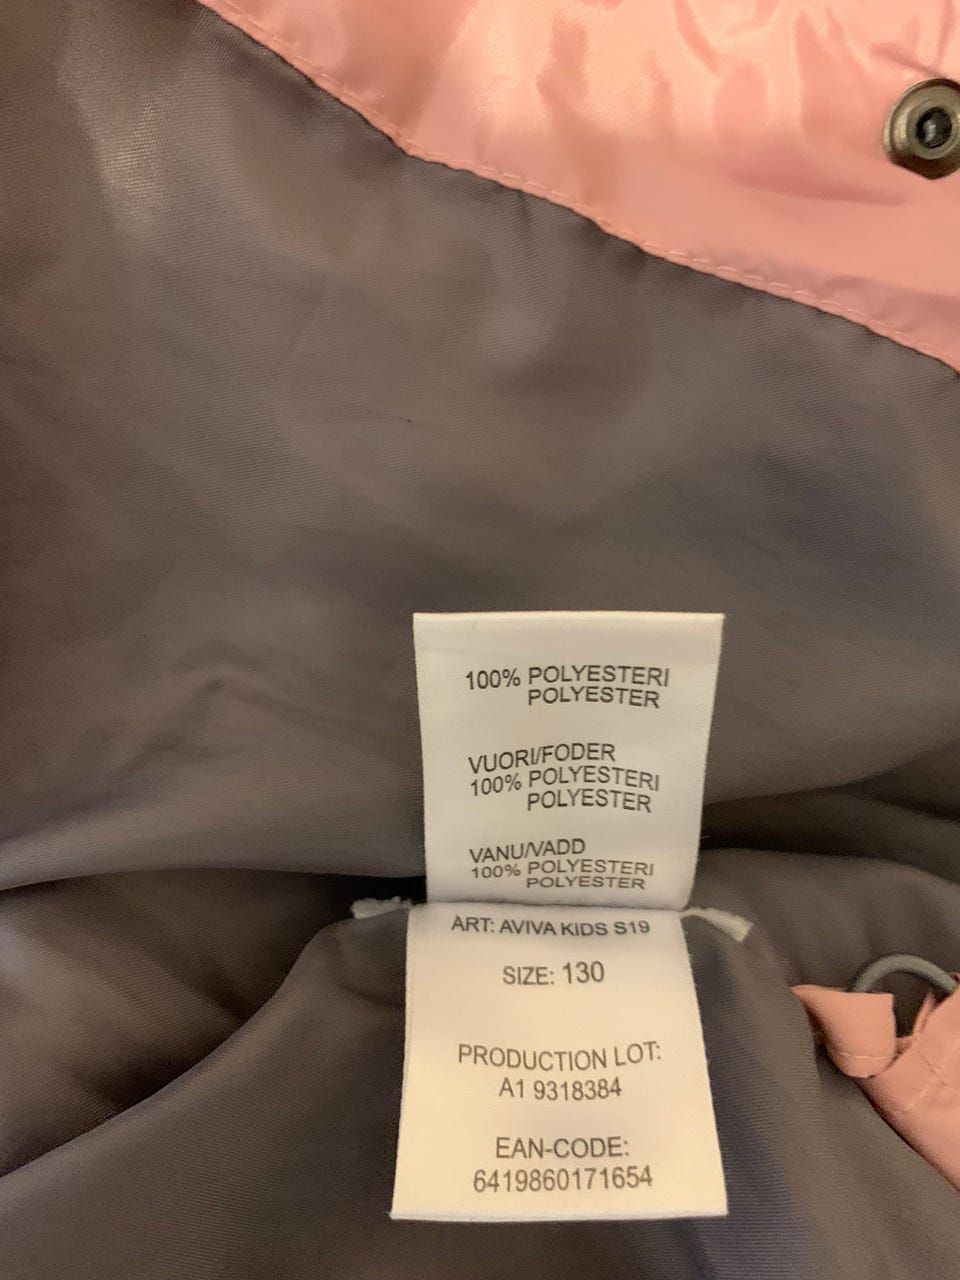 100% POLYESTERI
POLYESTER
VUORI/FODER
100% POLYESTERI
POLYESTER
VANU/VADD
100% POLYESTERI
POLYESTER
ART: AVIVA KIDS S19
SIZE: 130
PRODUCTION LOT:
A1 9318384
EAN-CODE:
6419860171654